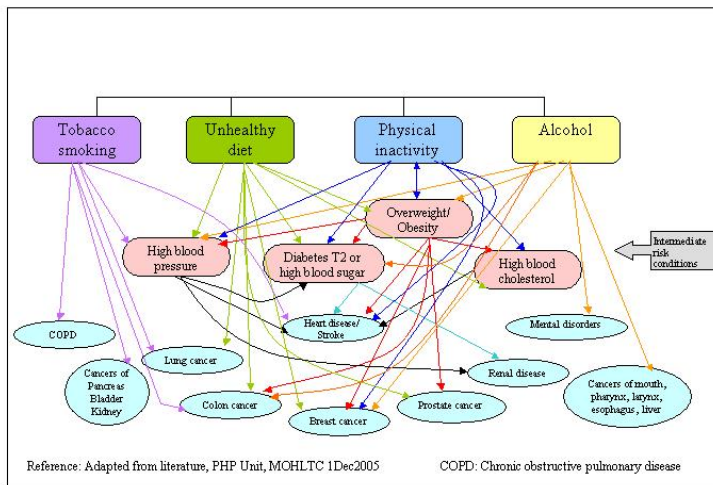 Tobacco
smoking
Unhealthy
diet
Physical
inactivity
Alcohol
Overweight/
Obesity
High blood
pressure
Diabetes T2 or
high blood sugar
High blood
cholesterol
Intermediate
risk
conditions
Heart disease/
Stroke
Mental disorders
COPD
Lung cancer
Renal disease
Cancers of
Pancreas
Bladder
Kidney
Colon cancer
Breast cancer
Prostate cancer
Cancers of mouth,
pharynx, larynx,
esophagus, liver
Reference: Adapted from literature, PHP Unit, MOHLTC 1Dec2005
COPD: Chronic obstructive pulmonary disease